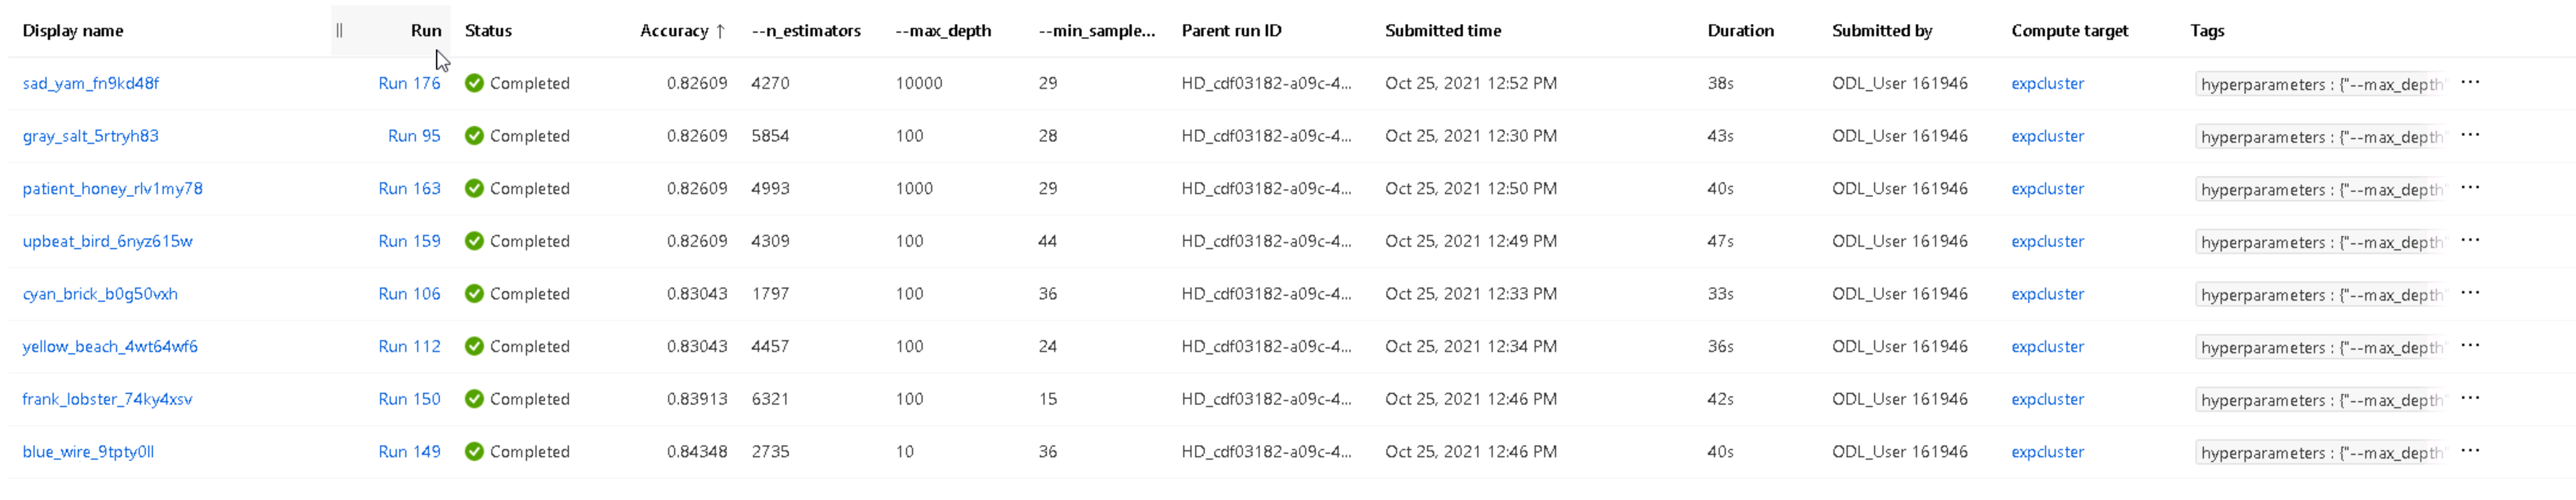 Display name Run Status Accuracy ↑ --n_estimators --max_depth --min_sample... Parent run ID Submitted time Duration Submitted by Compute target Tags
sad_yam_fn9kd48f Run 176 Completed 0.82609 4270 10000 29 HD_cdf03182-a09c-4... Oct 25, 2021 12:52 PM 38s ODL_User 161946 expcluster hyperparameters : {"--max_depth" ...
gray_salt_5rtryh83 Run 95 Completed 0.82609 5854 100 28 HD_cdf03182-a09c-4... Oct 25, 2021 12:30 PM 43s ODL_User 161946 expcluster hyperparameters : {"--max_depth" ...
patient_honey_rlv1my78 Run 163 Completed 0.82609 4993 1000 29 HD_cdf03182-a09c-4... Oct 25, 2021 12:50 PM 40s ODL_User 161946 expcluster hyperparameters : {"--max_depth" ...
upbeat_bird_6nyz615w Run 159 Completed 0.82609 4309 100 44 HD_cdf03182-a09c-4... Oct 25, 2021 12:49 PM 47s ODL_User 161946 expcluster hyperparameters : {"--max_depth" ...
cyan_brick_b0g50vxh Run 106 Completed 0.83043 1797 100 36 HD_cdf03182-a09c-4... Oct 25, 2021 12:33 PM 33s ODL_User 161946 expcluster hyperparameters : {"--max_depth" ...
yellow_beach_4wt64wf6 Run 112 Completed 0.83043 4457 100 24 HD_cdf03182-a09c-4... Oct 25, 2021 12:34 PM 36s ODL_User 161946 expcluster hyperparameters : {"--max_depth" ...
frank_lobster_74ky4xsv Run 150 Completed 0.83913 6321 100 15 HD_cdf03182-a09c-4... Oct 25, 2021 12:46 PM 42s ODL_User 161946 expcluster hyperparameters : {"--max_depth" ...
blue_wire_9tpty0ll Run 149 Completed 0.84348 2735 10 36 HD_cdf03182-a09c-4... Oct 25, 2021 12:46 PM 40s ODL_User 161946 expcluster hyperparameters : {"--max_depth" ...